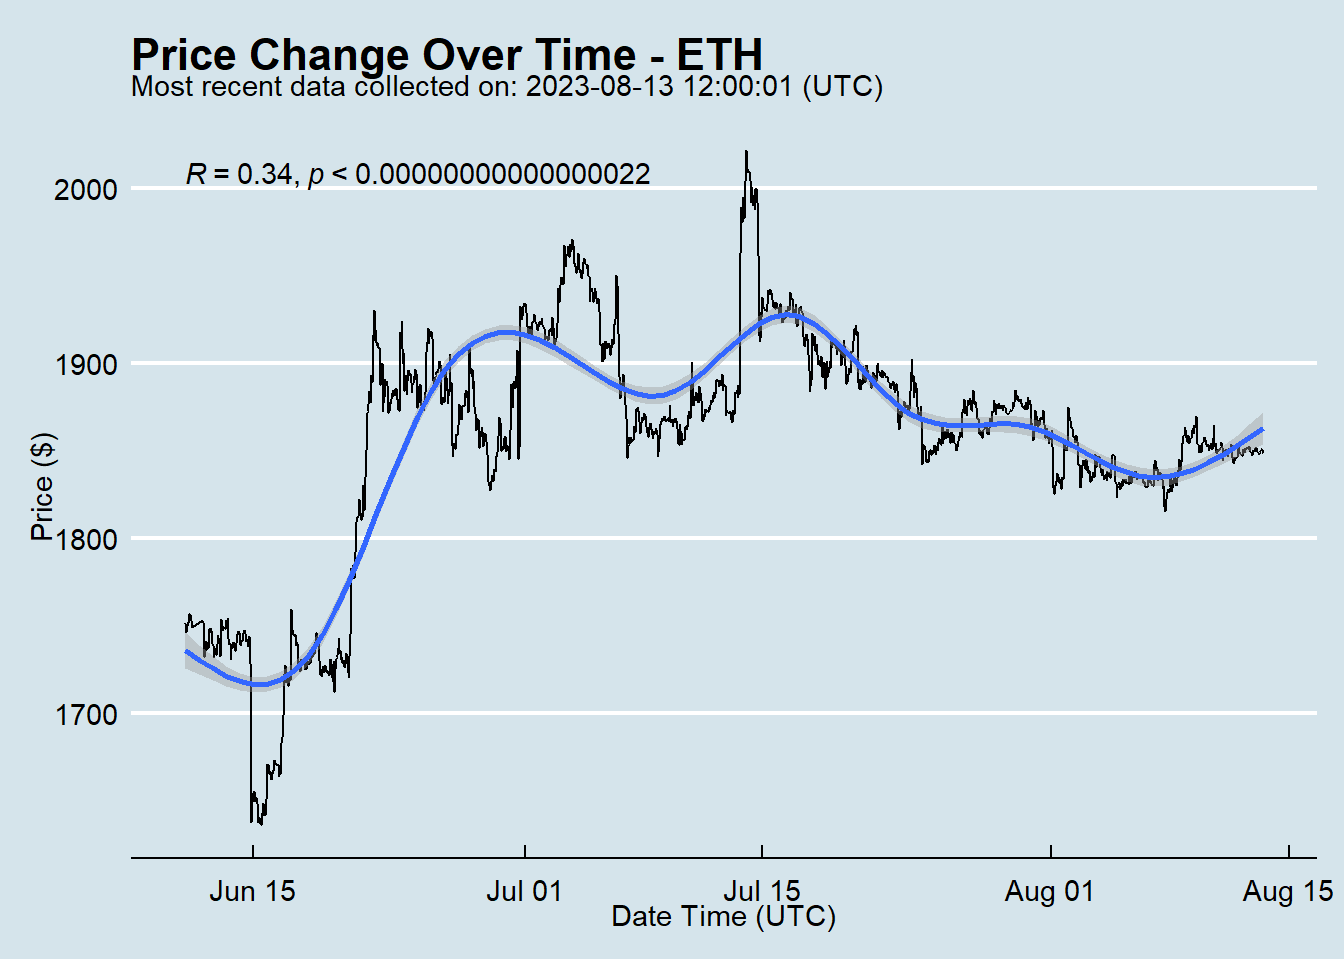 Price Change Over Time - ETH
Most recent data collected on: 2023-08-13 12:00:01 (UTC)
R = 0.34, p < 0.00000000000000022
2000
1900
1800
1700
Price ($)
Jun 15 Jul 01 Jul 15 Aug 01 Aug 15
Date Time (UTC)